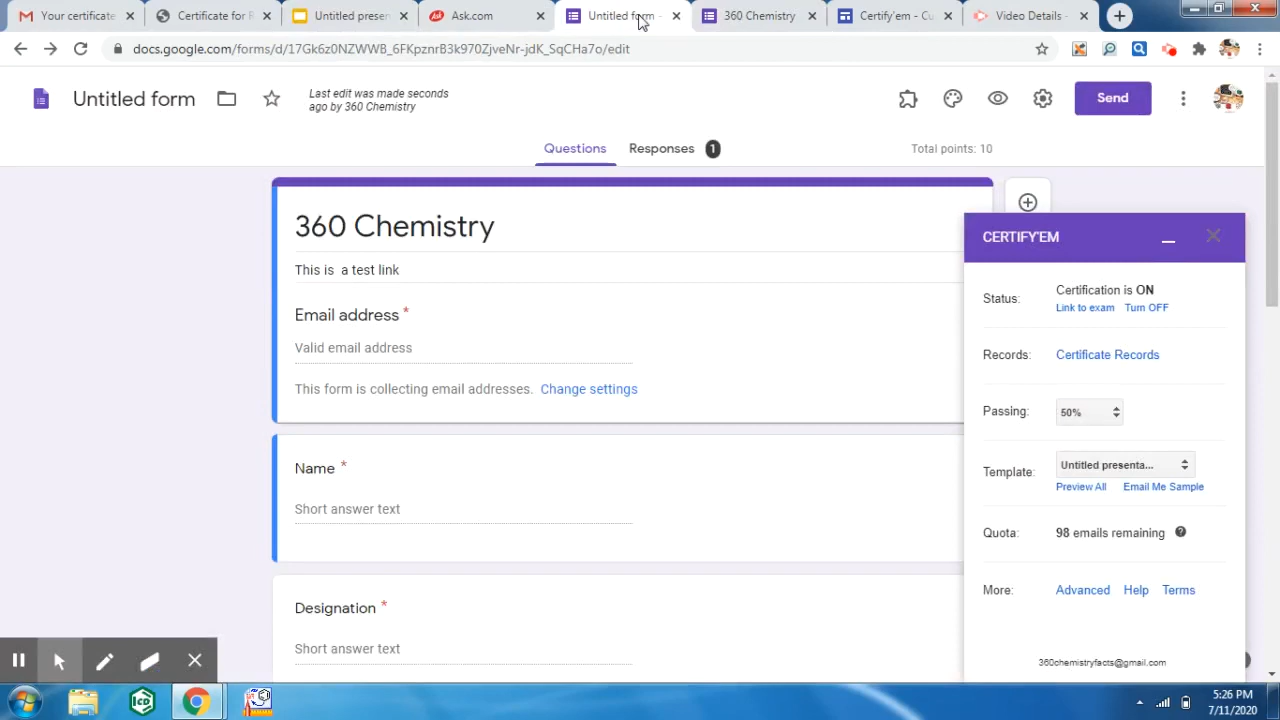 Your certificate
Certificate for R
Untitled presen
Ask.com
Untitled form -
360 Chemistry
Certify'em - Cu
Video Details -
docs.google.com/forms/d/17Gk6z0NZWWB_6FKpznrB3k970ZjveNr-jdK_SqCHa7o/edit
Untitled form
Last edit was made seconds
ago by 360 Chemistry
Send
Questions
Responses
1
Total points: 10
360 Chemistry
This is a test link
Email address *
Valid email address
This form is collecting email addresses. Change settings
Name *
Short answer text
Designation *
Short answer text
CERTIFY'EM
Status:
Certification is ON
Link to exam Turn OFF
Records:
Certificate Records
Passing:
50%
Template:
Untitled presenta...
Preview All Email Me Sample
Quota:
98 emails remaining
More:
Advanced Help Terms
360chemistryfacts@gmail.com
5:26 PM
7/11/2020